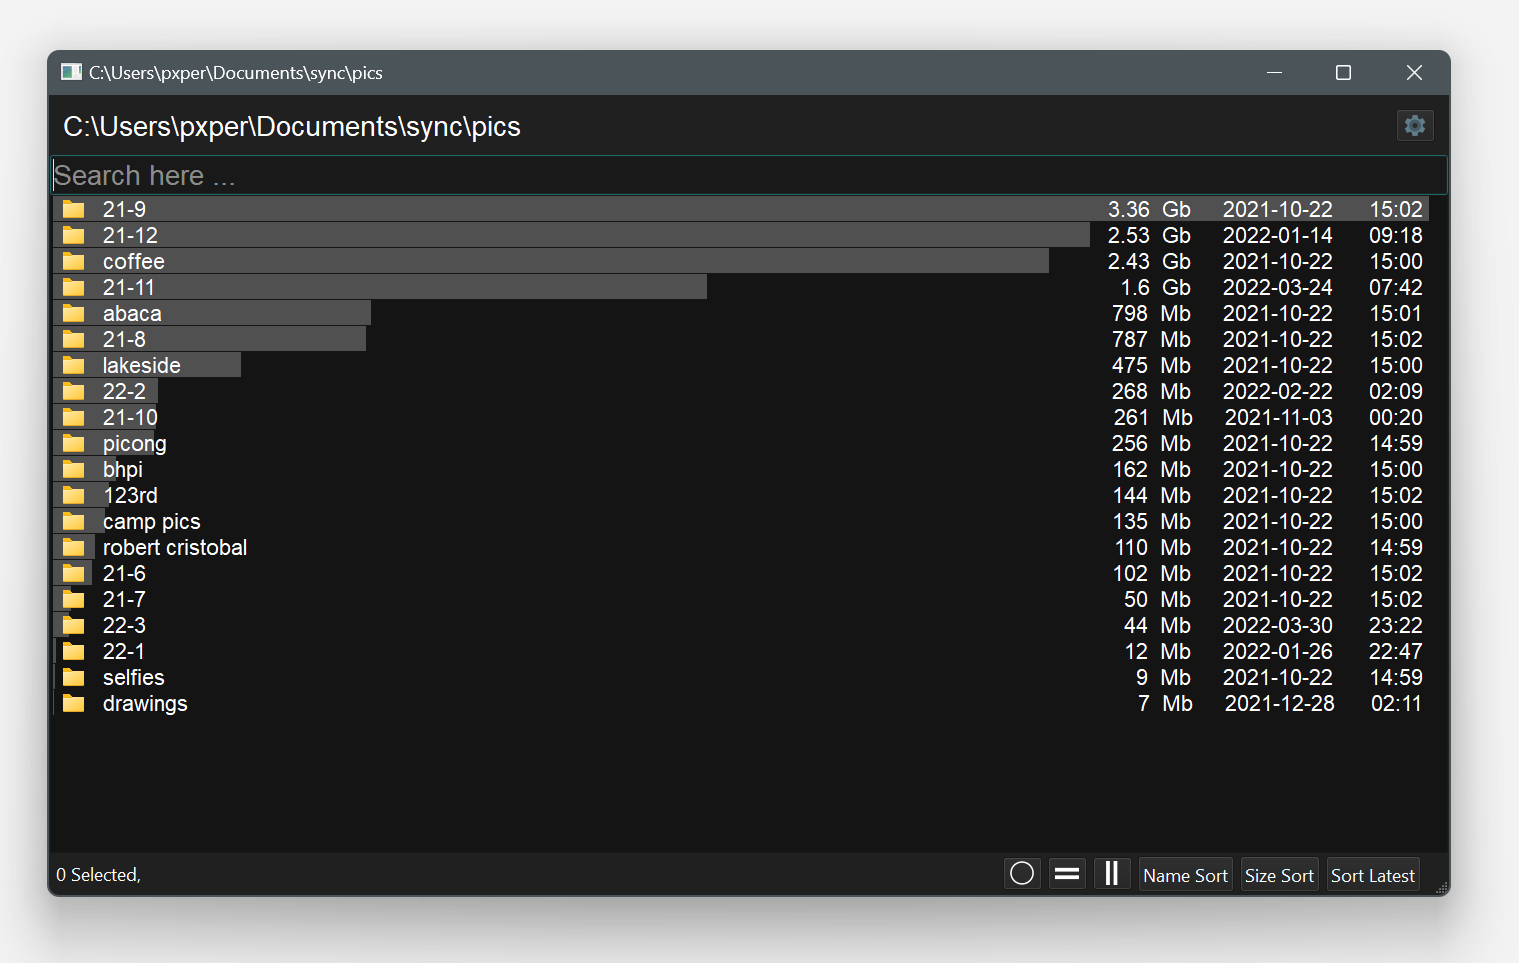 C:\Users\pxper\Documents\sync\pics
C:\Users\pxper\Documents\sync\pics
Search here ...
21-9 3.36 Gb 2021-10-22 15:02
21-12 2.53 Gb 2022-01-14 09:18
coffee 2.43 Gb 2021-10-22 15:00
21-11 1.6 Gb 2022-03-24 07:42
abaca 798 Mb 2021-10-22 15:01
21-8 787 Mb 2021-10-22 15:02
lakeside 475 Mb 2021-10-22 15:00
22-2 268 Mb 2022-02-22 02:09
21-10 261 Mb 2021-11-03 00:20
picong 256 Mb 2021-10-22 14:59
bhpi 162 Mb 2021-10-22 15:00
123rd 144 Mb 2021-10-22 15:02
camp pics 135 Mb 2021-10-22 15:00
robert cristobal 110 Mb 2021-10-22 14:59
21-6 102 Mb 2021-10-22 15:02
21-7 50 Mb 2021-10-22 15:02
22-3 44 Mb 2022-03-30 23:22
22-1 12 Mb 2022-01-26 22:47
selfies 9 Mb 2021-10-22 14:59
drawings 7 Mb 2021-12-28 02:11
0 Selected, Name Sort Size Sort Sort Latest